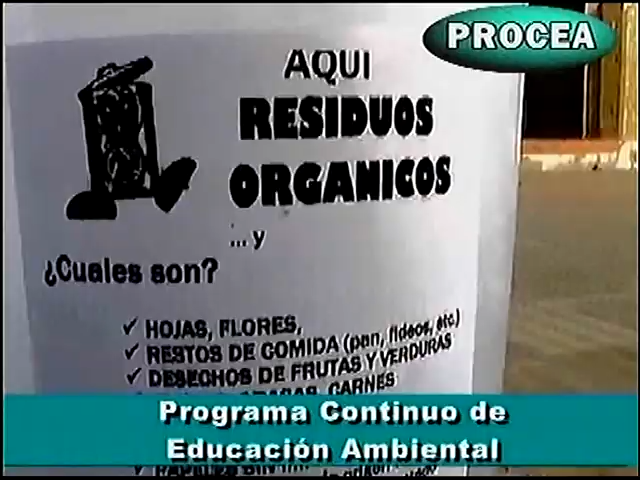 PROCEA
AQUI
RESIDUOS
ORGANICOS
... y
¿Cuales son?
✓ HOJAS, FLORES,
✓ RESTOS DE COMIDA (pan, fideos, etc)
✓ DESECHOS DE FRUTAS Y VERDURAS
CARNES
Programa Continuo de
Educación Ambiental